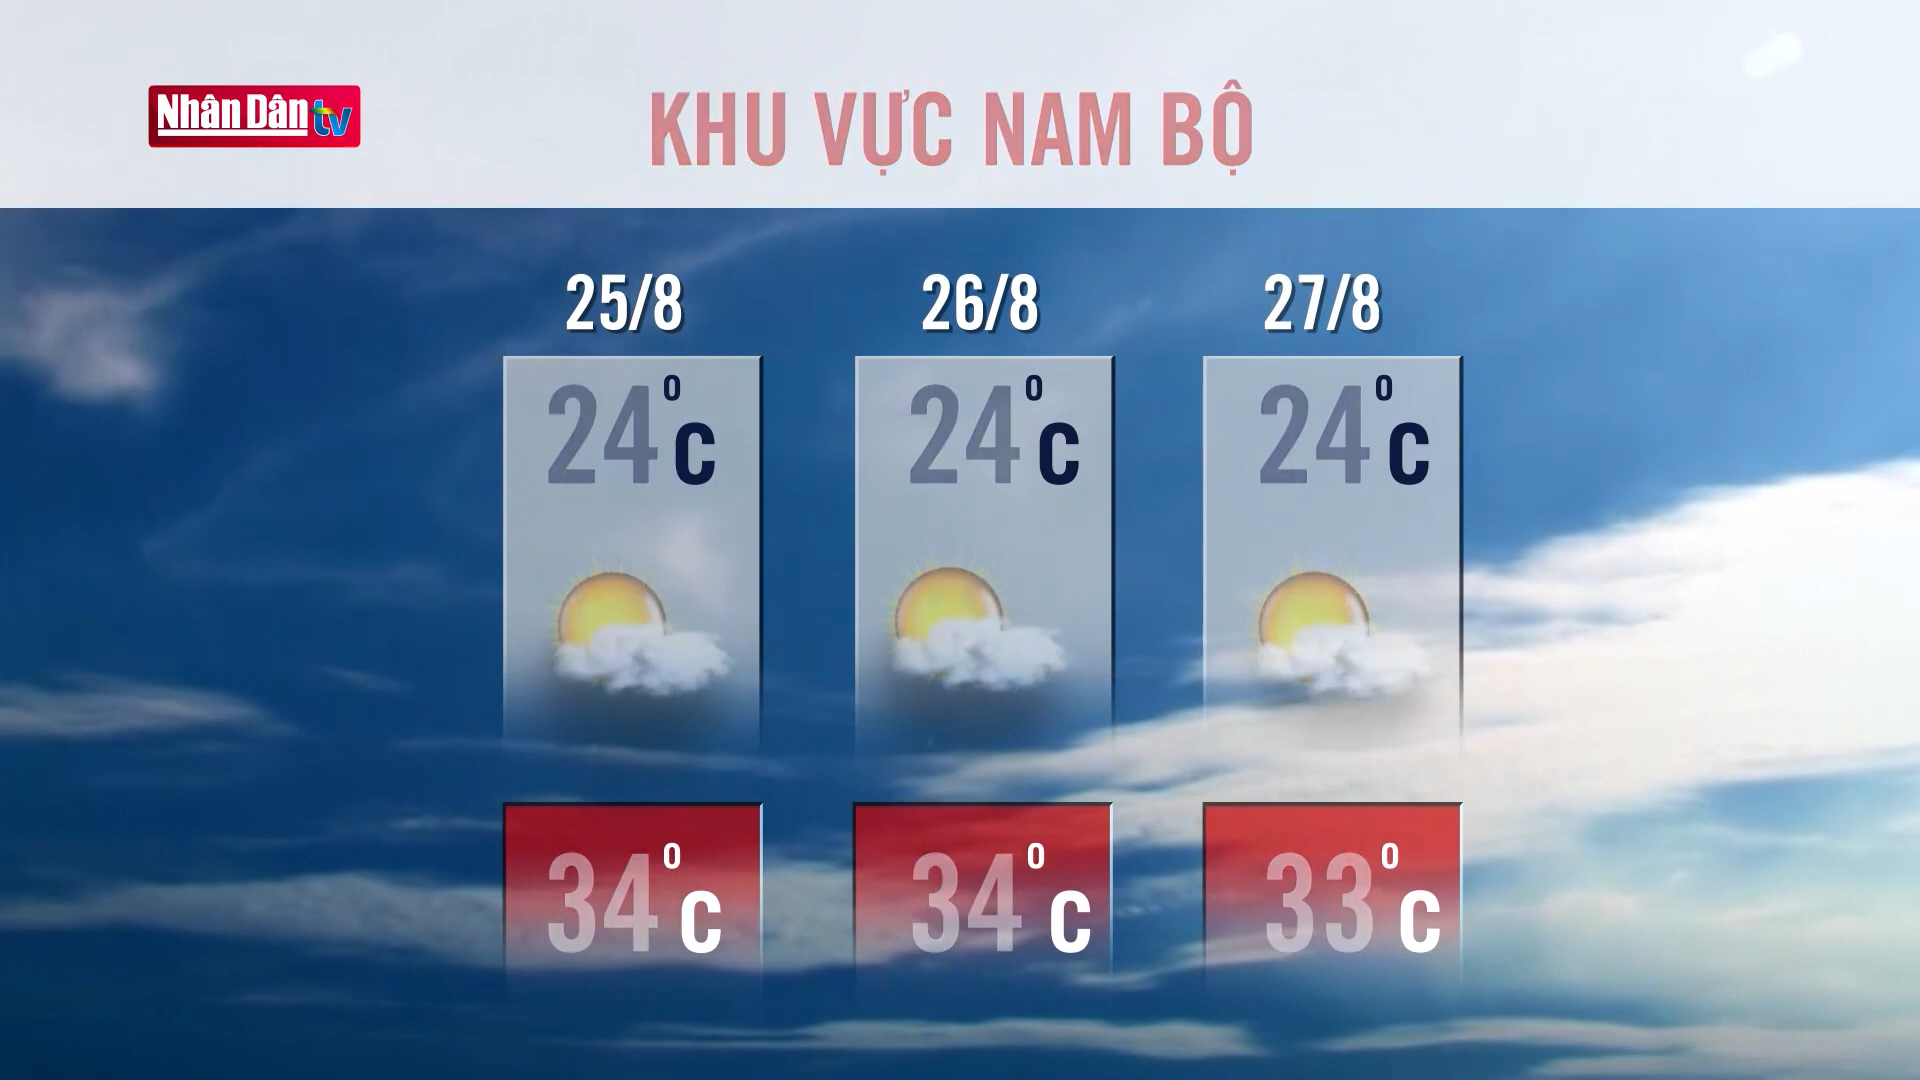 Nhân Dân tv
KHU VỰC NAM BỘ
25/8 26/8 27/8
24°C 24°C 24°C
34°C 34°C 33°C